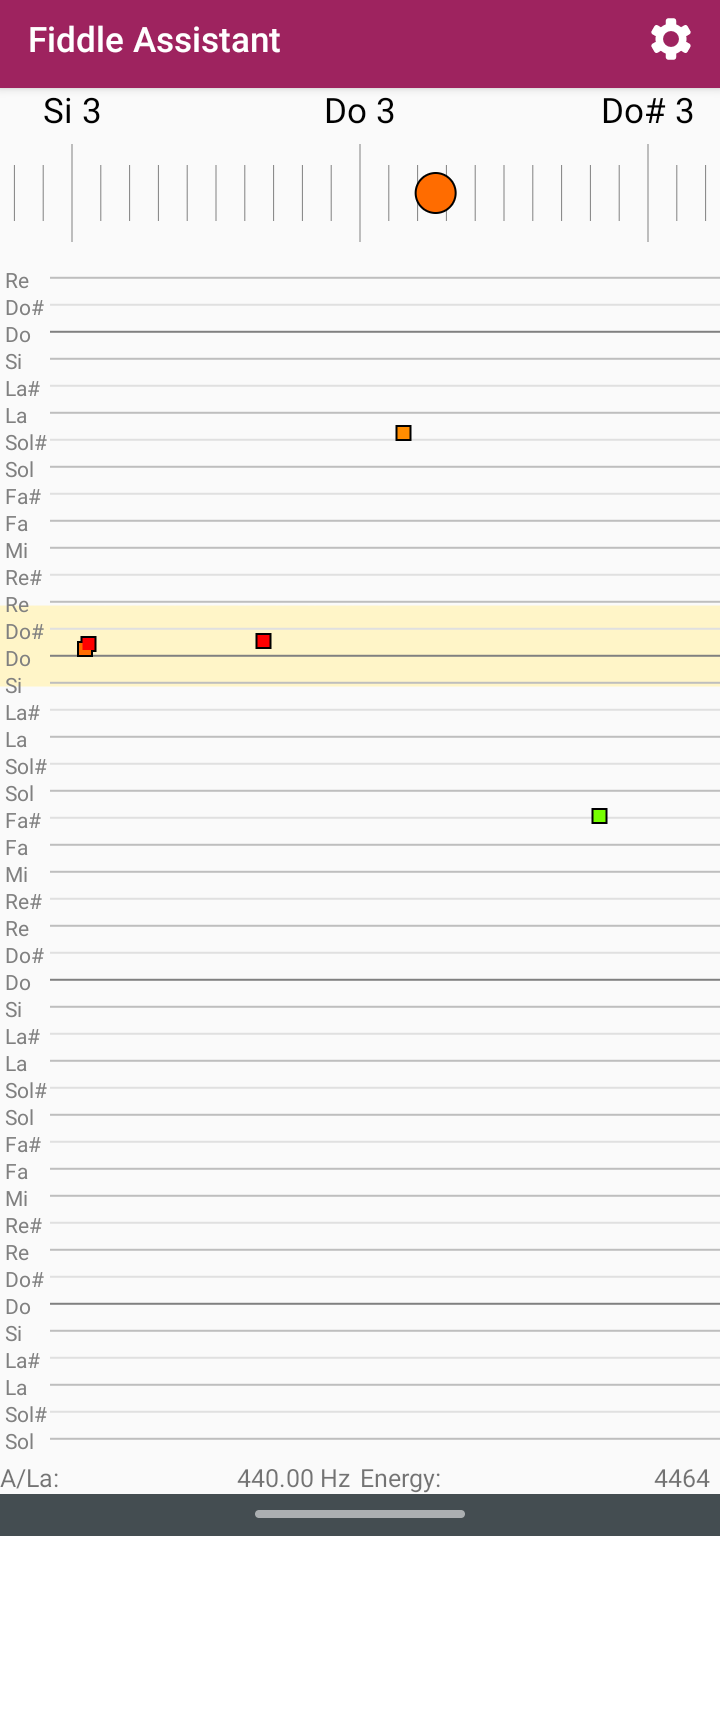 Fiddle Assistant
Si 3 Do 3 Do# 3
Re
Do#
Do
Si
La#
La
Sol#
Sol
Fa#
Fa
Mi
Re#
Re
Do#
Do
Si
La#
La
Sol#
Sol
Fa#
Fa
Mi
Re#
Re
Do#
Do
Si
La#
La
Sol#
Sol
Fa#
Fa
Mi
Re#
Re
Do#
Do
Si
La#
La
Sol#
Sol
A/La: 440.00 Hz Energy: 4464